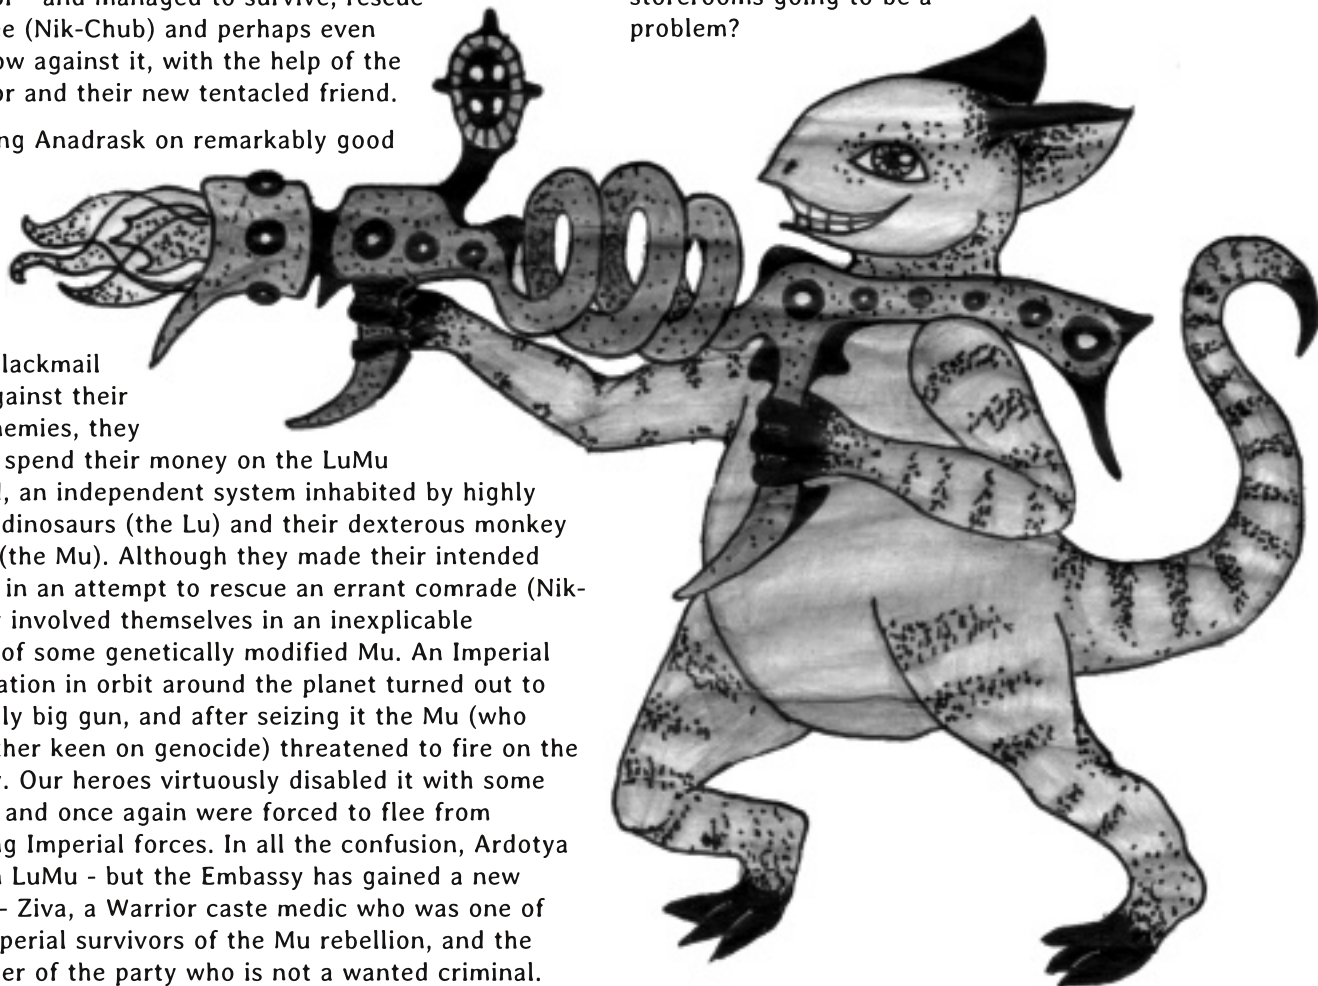 and managed to survive, rescue
e (Nik-Chub) and perhaps even
ow against it, with the help of the
or and their new tentacled friend.
ng Anadrask on remarkably good
lackmail
gainst their
nemies, they
spend their money on the LuMu
, an independent system inhabited by highly
dinosaurs (the Lu) and their dexterous monkey
(the Mu). Although they made their intended
in an attempt to rescue an errant comrade (Nik-
involved themselves in an inexplicable
of some genetically modified Mu. An Imperial
ation in orbit around the planet turned out to
ly big gun, and after seizing it the Mu (who
ther keen on genocide) threatened to fire on the
. Our heroes virtuously disabled it with some
and once again were forced to flee from
g Imperial forces. In all the confusion, Ardotya
LuMu - but the Embassy has gained a new
- Ziva, a Warrior caste medic who was one of
perial survivors of the Mu rebellion, and the
er of the party who is not a wanted criminal.
storerooms going to be a
problem?